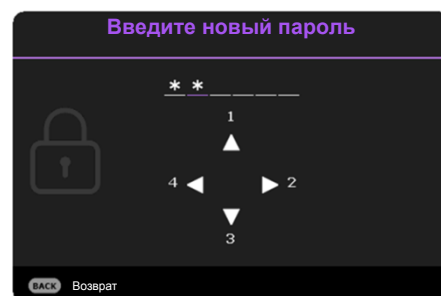 Введите новый пароль
* * _ _ _ _
1
4 2
3
BACK Возврат